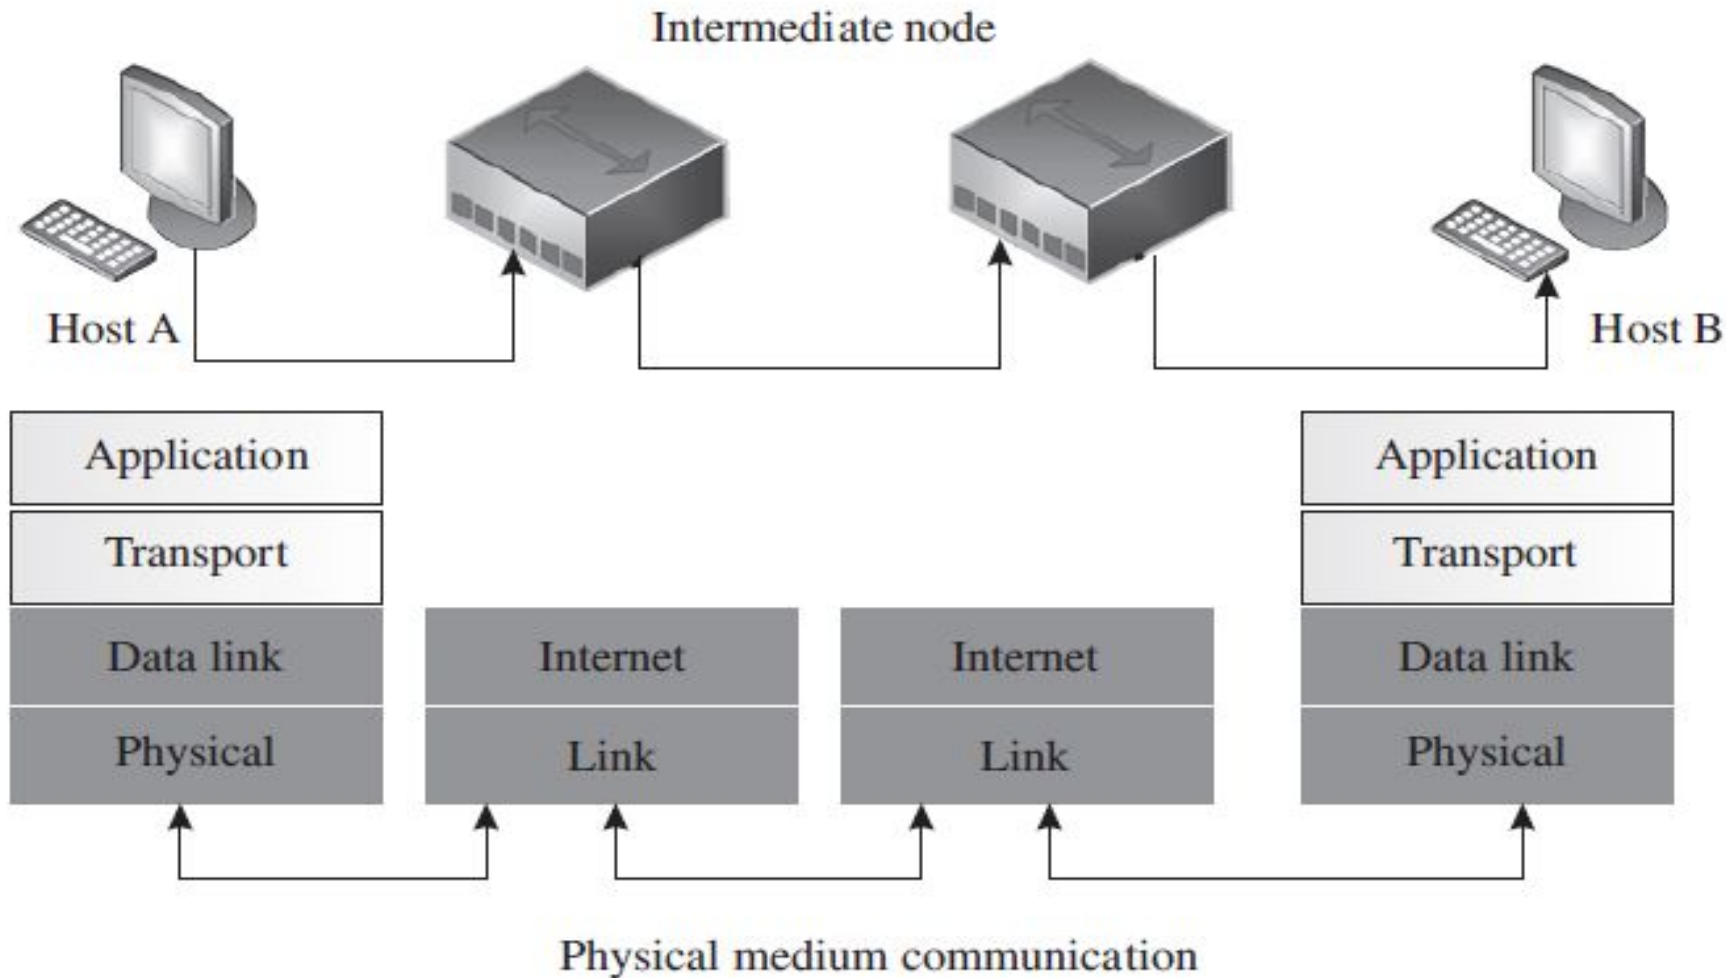 Intermediate node
Host A
Host B
Application
Application
Transport
Transport
Data link
Internet
Internet
Data link
Physical
Link
Link
Physical
Physical medium communication